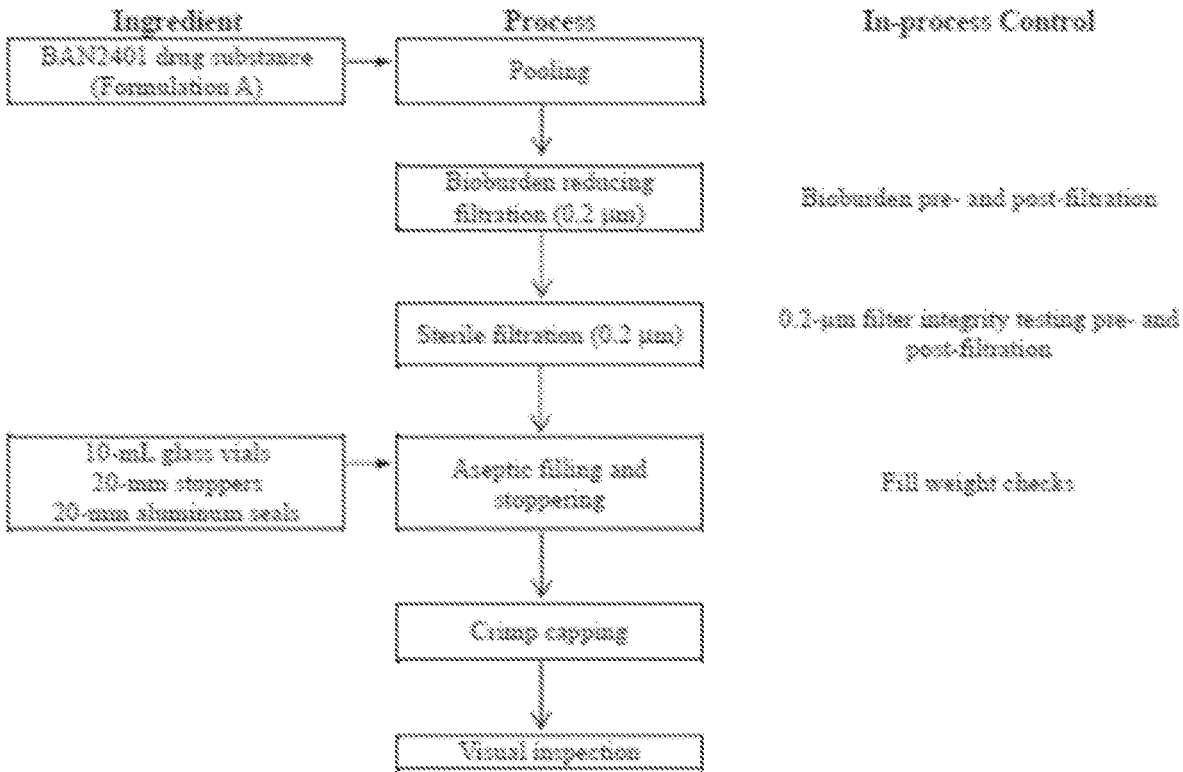 Ingredient
Process
In-process Control
BAN2401 drug substance
(Formulation A)
Pooling
Bioburden reducing
filtration (0.2 μm)
Bioburden pre- and post-filtration
Sterile filtration (0.2 μm)
0.2-μm filter integrity testing pre- and
post-filtration
10-mL glass vials
20-mm stoppers
20-mm aluminum seals
Aseptic filling and
stoppering
Fill weight checks
Crimp capping
Visual inspection